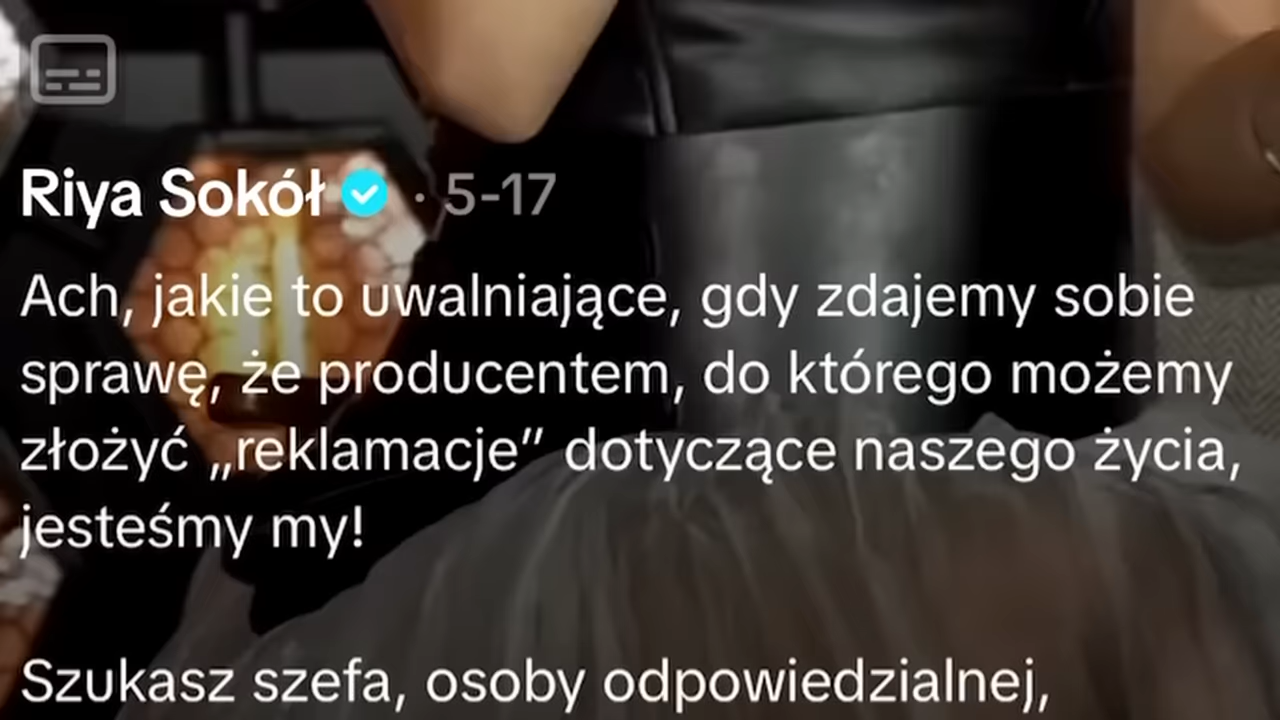 Riya Sokół · 5-17
Ach, jakie to uwalniające, gdy zdajemy sobie
sprawę, że producentem, do którego możemy
złożyć „reklamacje” dotyczące naszego życia,
jesteśmy my!
Szukasz szefa, osoby odpowiedzialnej,